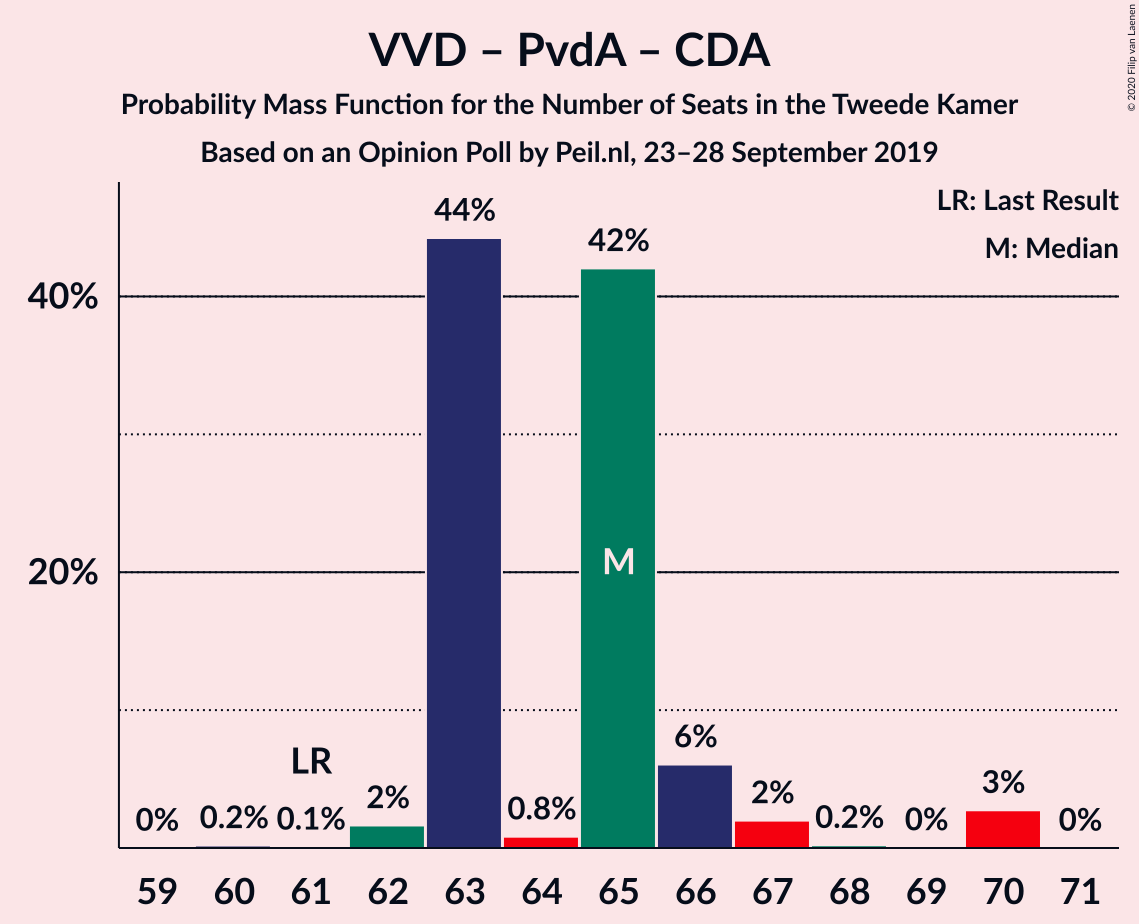 VVD – PvdA – CDA
Probability Mass Function for the Number of Seats in the Tweede Kamer
Based on an Opinion Poll by Peil.nl, 23–28 September 2019
© 2020 Filip van Laenen
LR: Last Result
M: Median
44%
42%
40%
M
20%
6%
LR
3%
2%
2%
0.8%
0% 0.2% 0.1% 0.2% 0% 0%
59 60 61 62 63 64 65 66 67 68 69 70 71